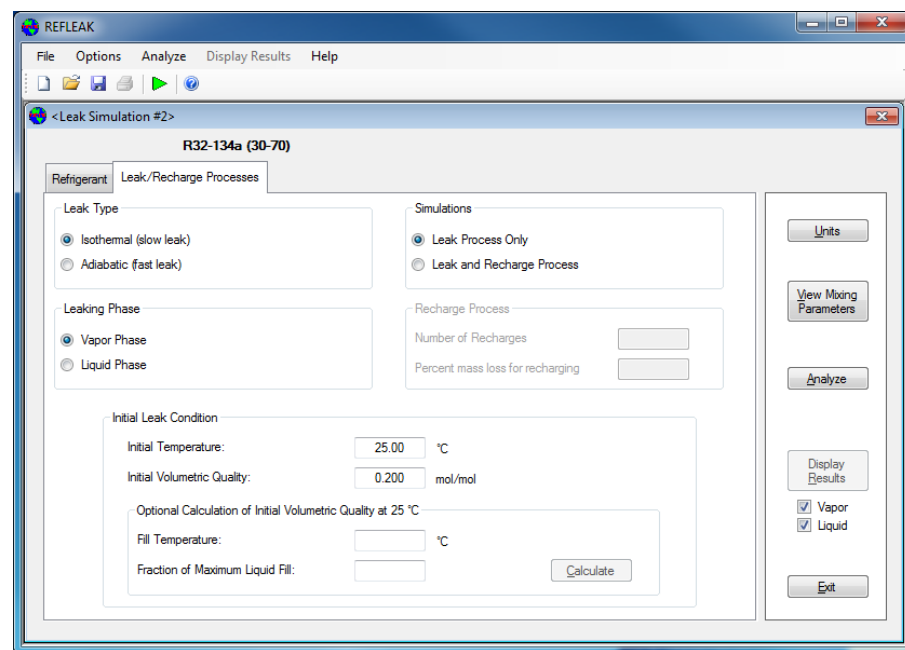 REFLEAK
File Options Analyze Display Results Help
<Leak Simulation #2>
R32-134a (30-70)
Refrigerant Leak/Recharge Processes
Leak Type
Isothermal (slow leak)
Adiabatic (fast leak)
Simulations
Leak Process Only
Leak and Recharge Process
Leaking Phase
Vapor Phase
Liquid Phase
Recharge Process
Number of Recharges
Percent mass loss for recharging
Initial Leak Condition
Initial Temperature: 25.00 °C
Initial Volumetric Quality: 0.200 mol/mol
Optional Calculation of Initial Volumetric Quality at 25 °C
Fill Temperature: °C
Fraction of Maximum Liquid Fill: Calculate
Units
View Mixing
Parameters
Analyze
Display
Results
Vapor
Liquid
Exit